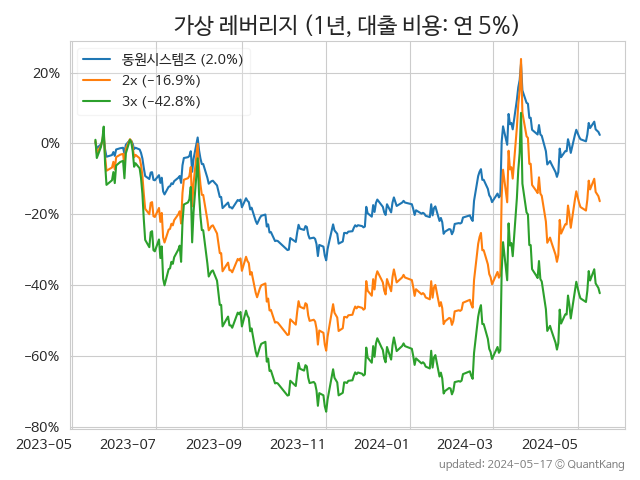 가상 레버리지 (1년, 대출 비용: 연 5%)
동원시스템즈 (2.0%)
2x (−16.9%)
3x (−42.8%)
20%
0%
−20%
−40%
−60%
−80%
2023-05 2023-07 2023-09 2023-11 2024-01 2024-03 2024-05
updated: 2024-05-17 © QuantKang